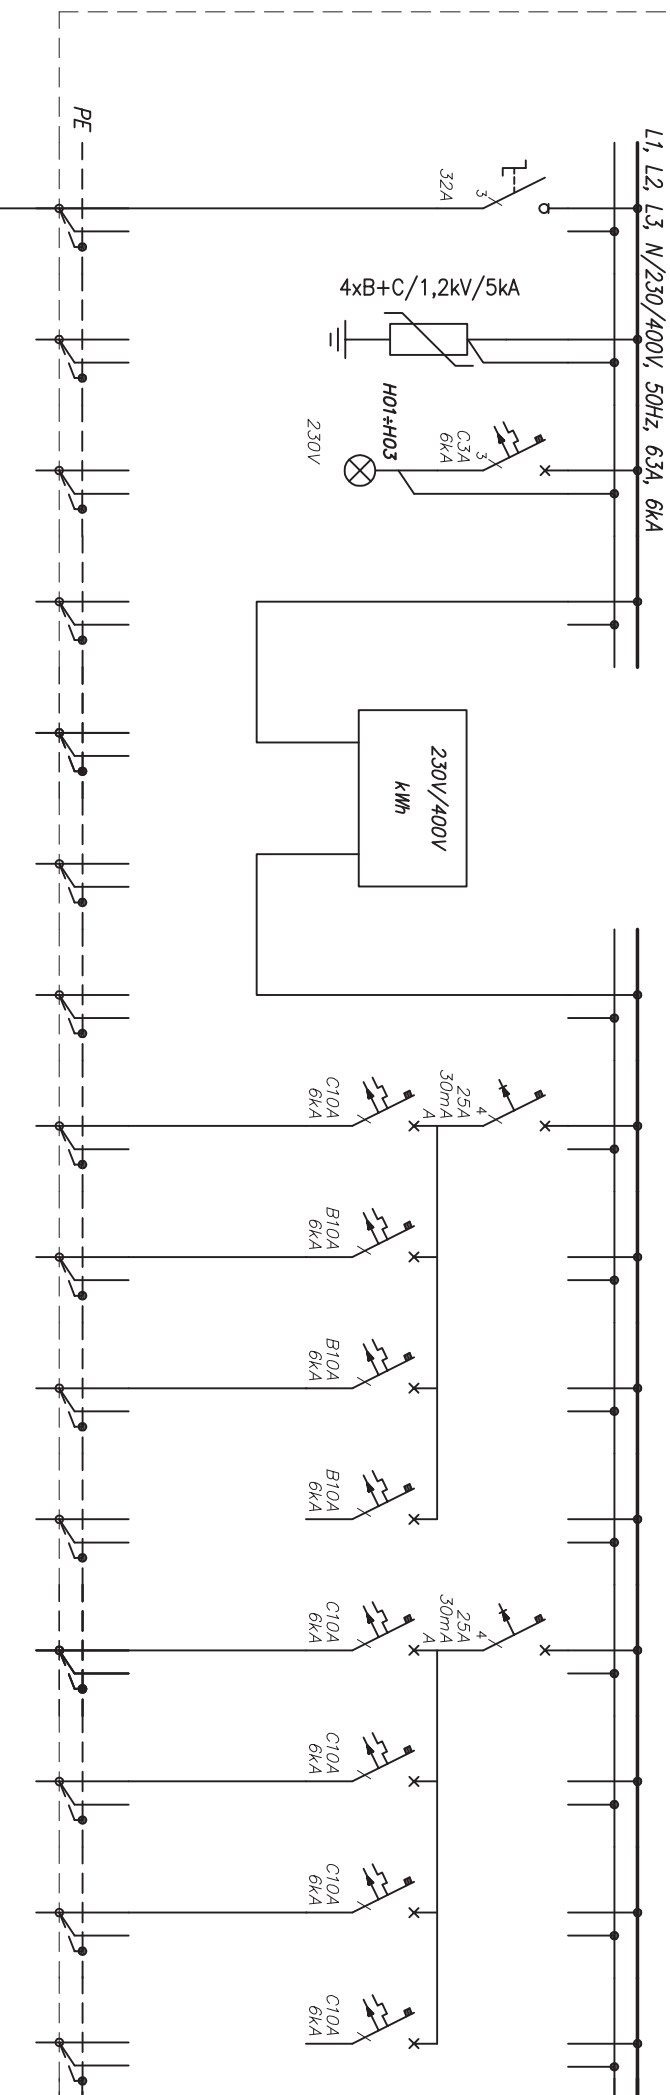 L1, L2, L3, N/230/400V, 50Hz, 63A, 6kA
PE
3
32A
4xB+C/1,2kV/5kA
3
C3A
6kA
H01÷H03
230V
230V/400V
kWh
4
25A
30mA
A
C10A
6kA
B10A
6kA
B10A
6kA
B10A
6kA
4
25A
30mA
A
C10A
6kA
C10A
6kA
C10A
6kA
C10A
6kA